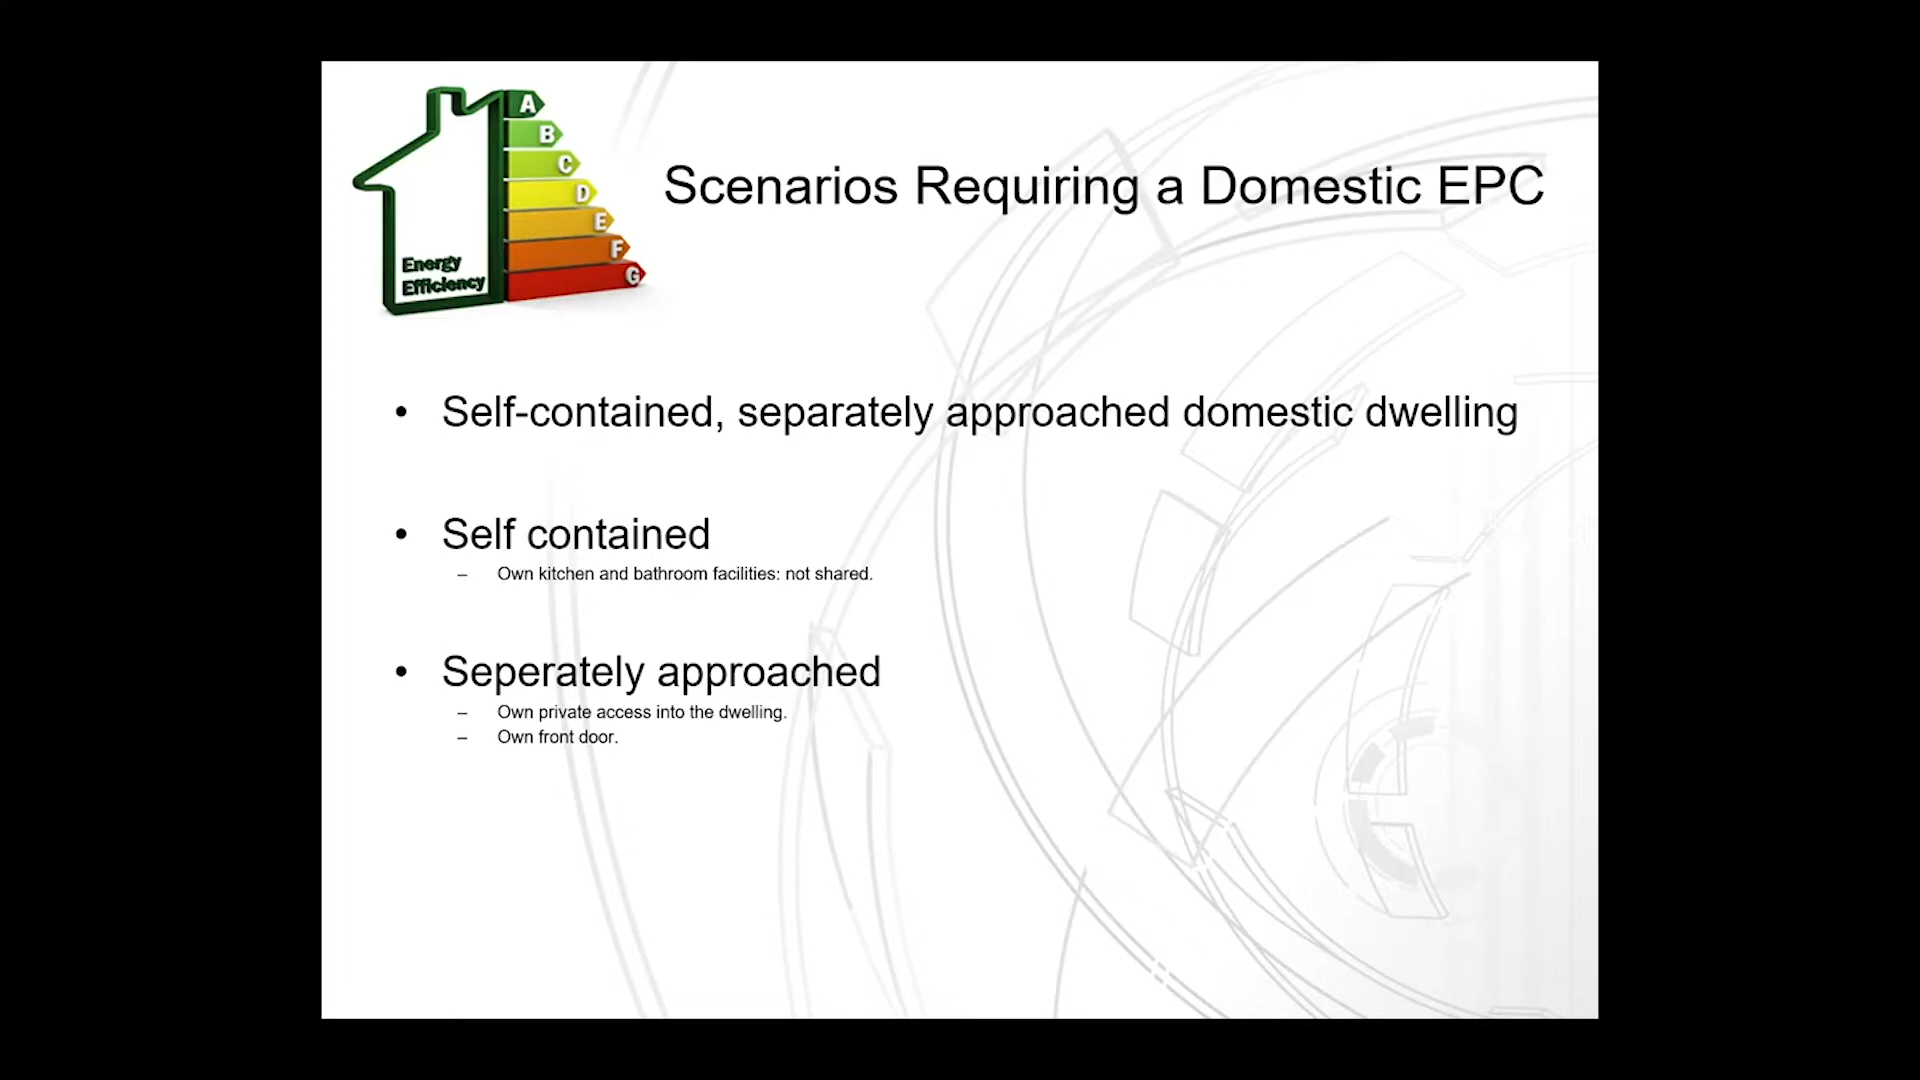 A
B
C
D
E
F
G
Energy
Efficiency
Scenarios Requiring a Domestic EPC
• Self-contained, separately approached domestic dwelling
• Self contained
– Own kitchen and bathroom facilities: not shared.
• Seperately approached
– Own private access into the dwelling.
– Own front door.